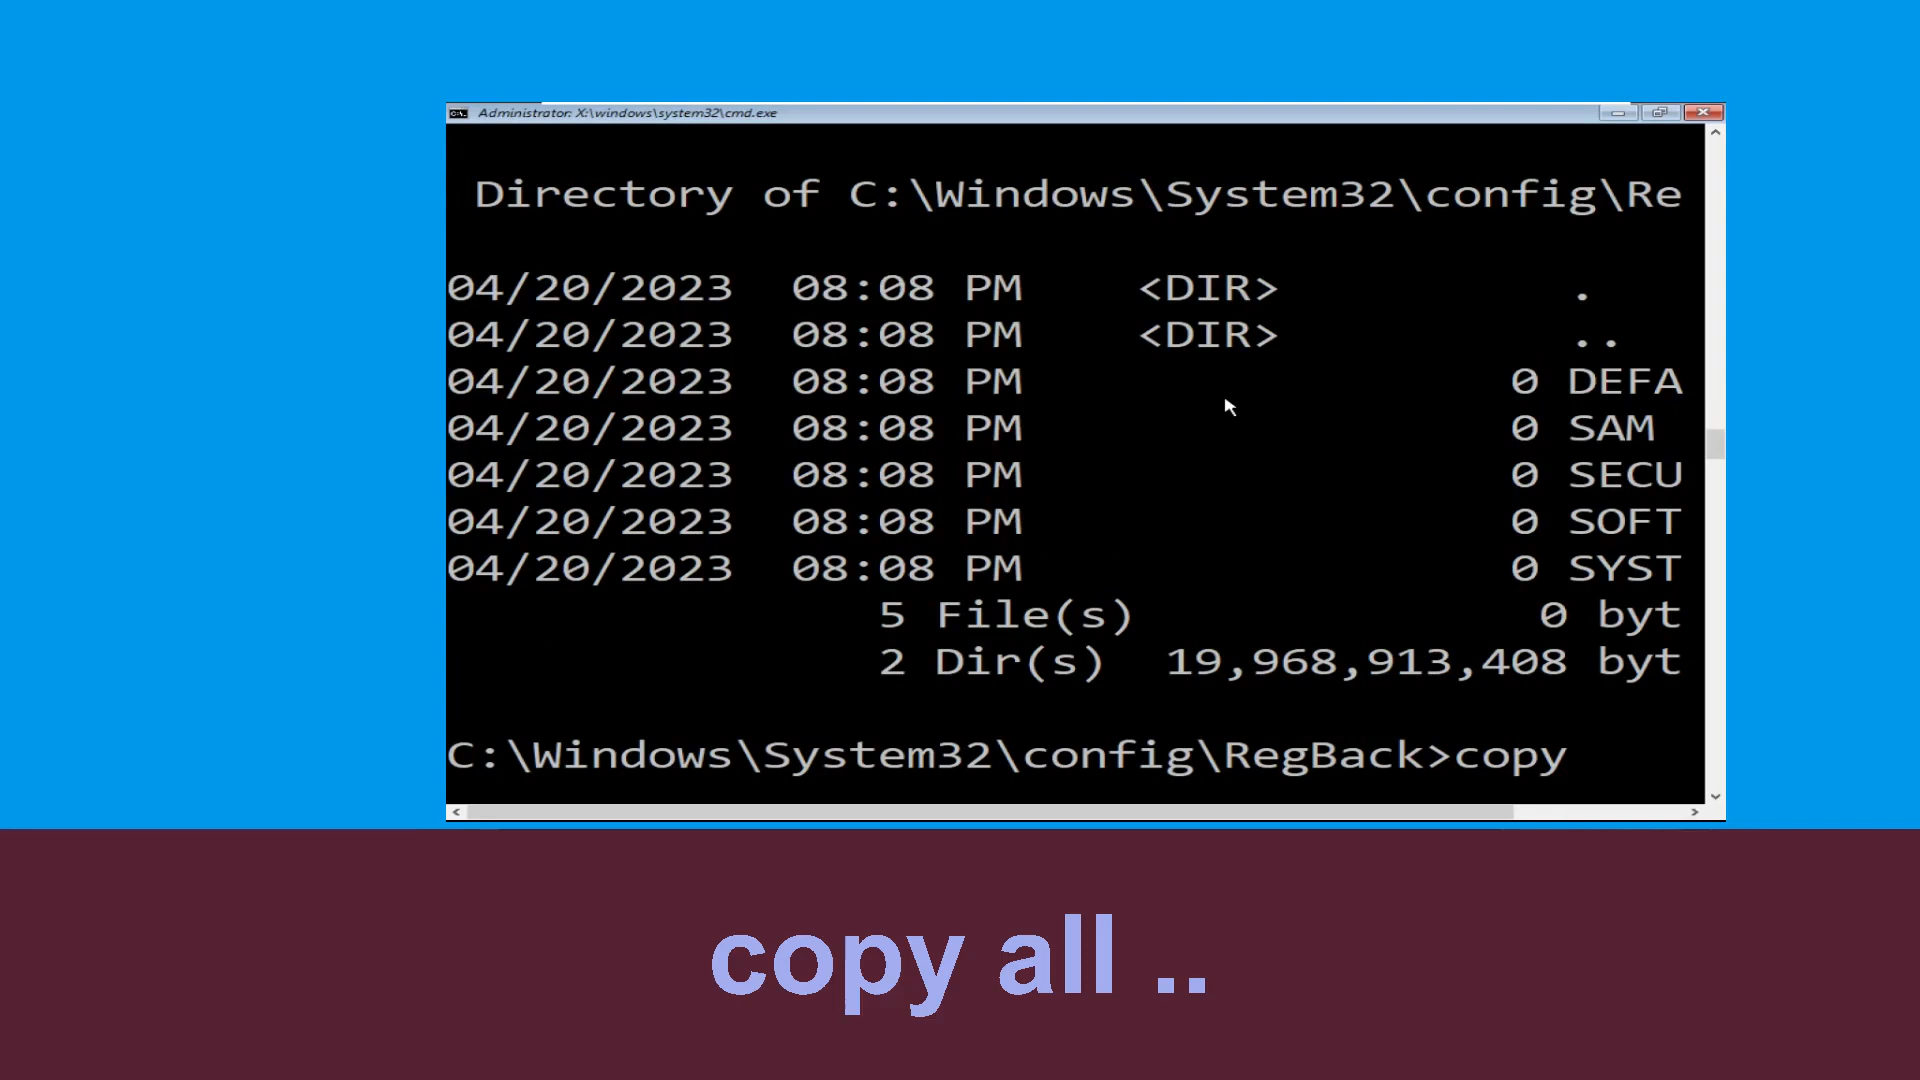 Administrator: X:\windows\system32\cmd.exe
Directory of C:\Windows\System32\config\Re
04/20/2023  08:08 PM    <DIR>          .
04/20/2023  08:08 PM    <DIR>          ..
04/20/2023  08:08 PM                 0 DEFA
04/20/2023  08:08 PM                 0 SAM
04/20/2023  08:08 PM                 0 SECU
04/20/2023  08:08 PM                 0 SOFT
04/20/2023  08:08 PM                 0 SYST
5 File(s)              0 byt
2 Dir(s)  19,968,913,408 byt
C:\Windows\System32\config\RegBack>copy
copy all ..